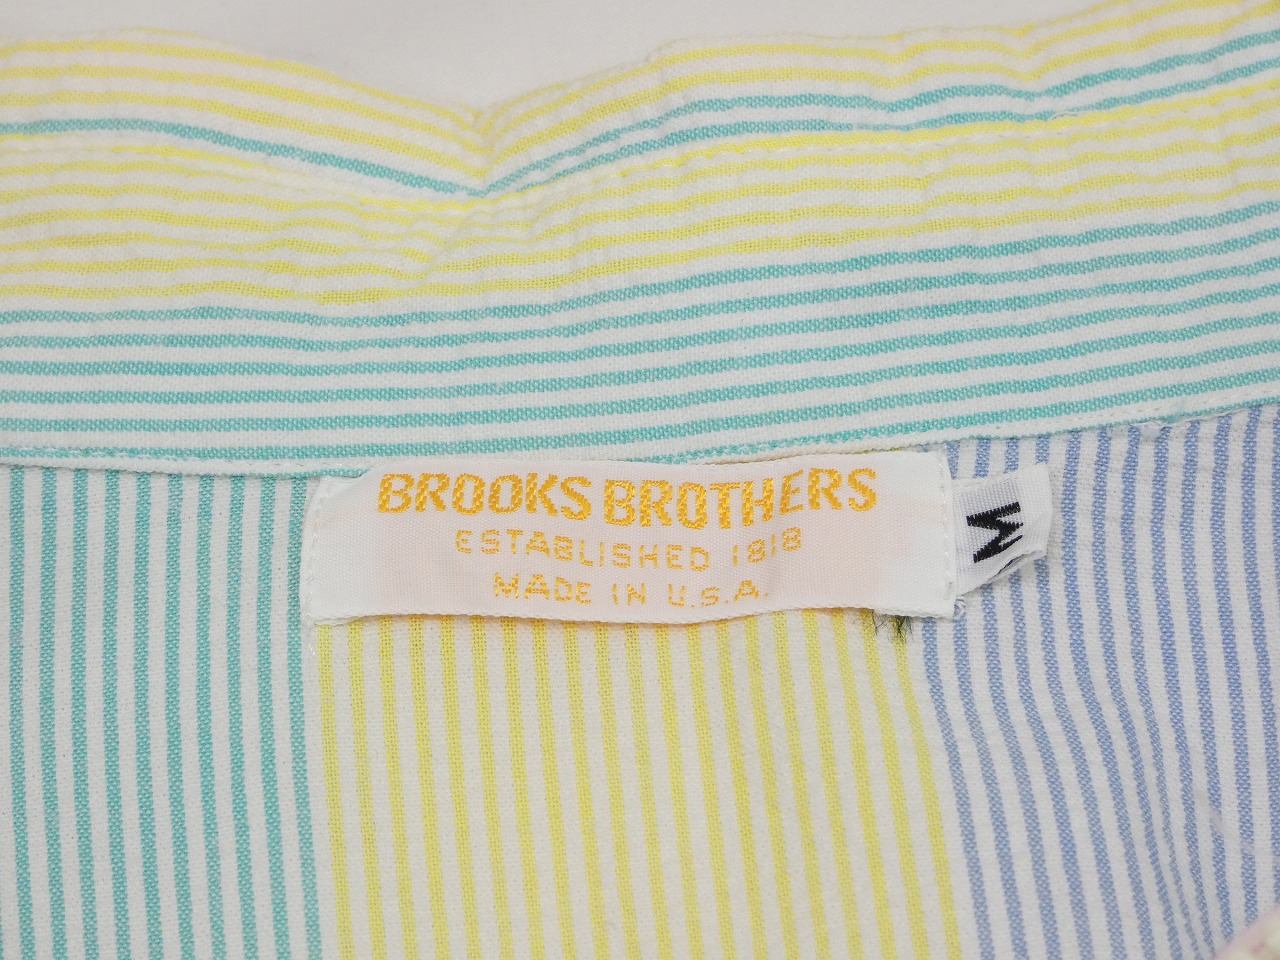 BROOKS BROTHERS
ESTABLISHED 1818
MADE IN U.S.A.
M